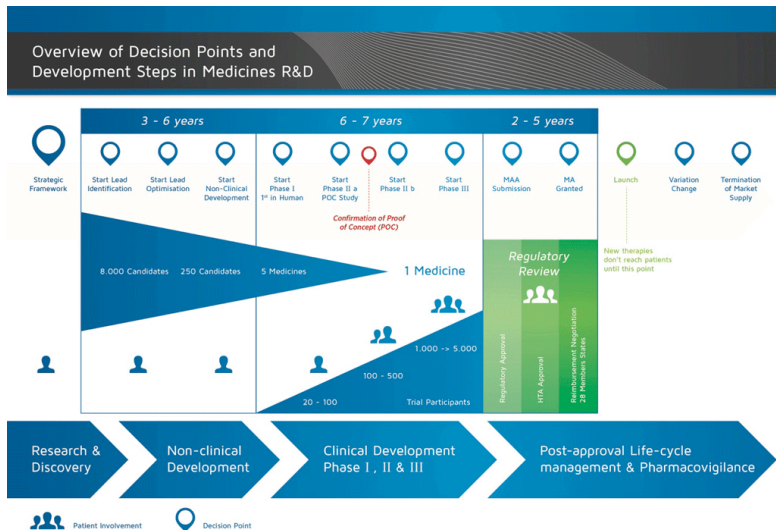 Overview of Decision Points and
Development Steps in Medicines R&D
3 - 6 years
6 - 7 years
2 - 5 years
Strategic
Framework
Start Lead
Identification
Start Lead
Optimisation
Start
Non-Clinical
Development
Start
Phase I
1st in Human
Start
Phase II a
POC Study
Start
Phase II b
Start
Phase III
MAA
Submission
MA
Granted
Launch
Variation
Change
Termination
of Market
Supply
Confirmation of Proof
of Concept (POC)
New therapies
don't reach patients
until this point
8.000 Candidates
250 Candidates
5 Medicines
1 Medicine
Regulatory
Review
20 - 100
100 - 500
1.000 -> 5.000
Trial Participants
Regulatory Approval
HTA Approval
Reimbursement Negotiation
28 Members States
Research &
Discovery
Non-clinical
Development
Clinical Development
Phase I , II & III
Post-approval Life-cycle
management & Pharmacovigilance
Patient Involvement
Decision Point